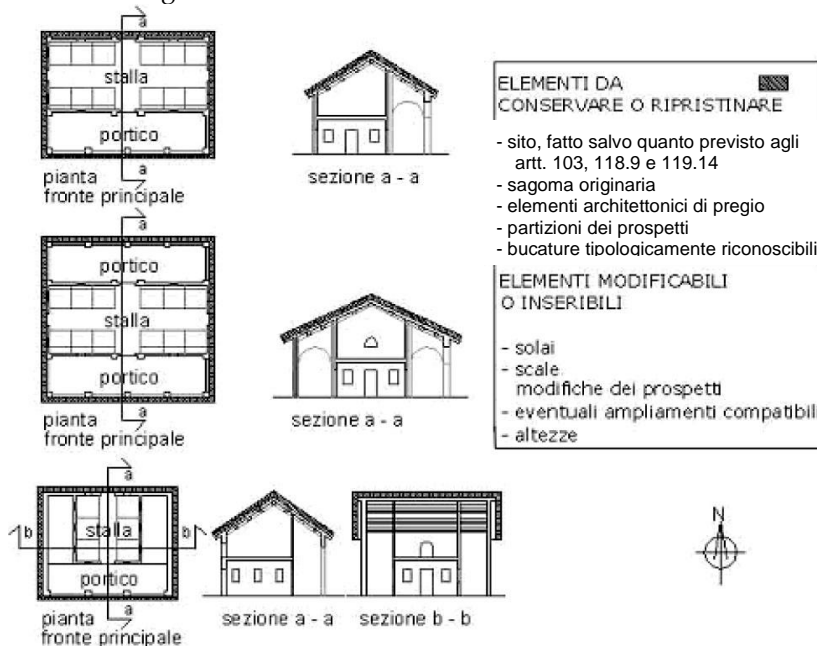 a
stalla
portico
a
pianta
fronte principale
sezione a - a
a
portico
stalla
portico
a
pianta
fronte principale
sezione a - a
a
b
stalla
b
portico
a
pianta
fronte principale
sezione a - a
sezione b - b
ELEMENTI DA
CONSERVARE O RIPRISTINARE
- sito, fatto salvo quanto previsto agli
artt. 103, 118.9 e 119.14
- sagoma originaria
- elementi architettonici di pregio
- partizioni dei prospetti
- bucature tipologicamente riconoscibili
ELEMENTI MODIFICABILI
O INSERIBILI
- solai
- scale
modifiche dei prospetti
- eventuali ampliamenti compatibili
- altezze
N